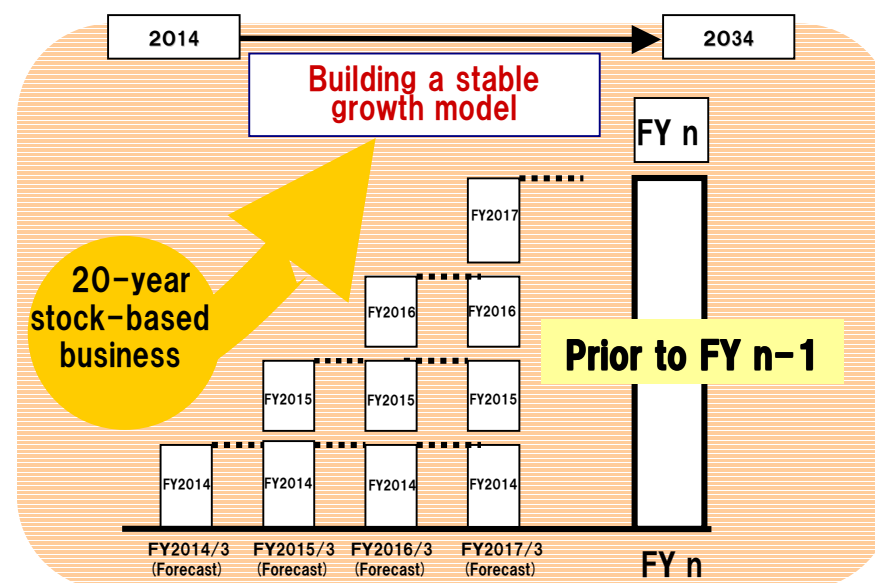 2014
2034
Building a stable
growth model
FY n
FY2017
20-year
stock-based
business
FY2016
FY2016
Prior to FY n-1
FY2015
FY2015
FY2015
FY2014
FY2014
FY2014
FY2014
FY2014/3
(Forecast)
FY2015/3
(Forecast)
FY2016/3
(Forecast)
FY2017/3
(Forecast)
FY n